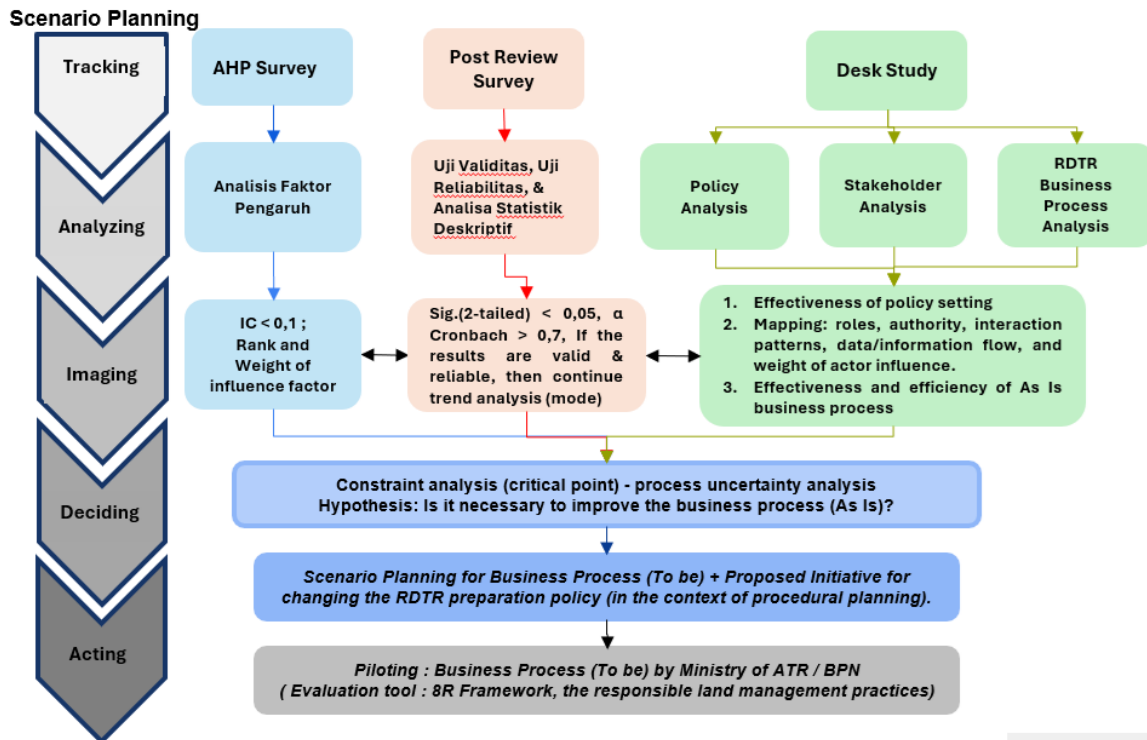 Scenario Planning
Tracking
Analyzing
Imaging
Deciding
Acting
AHP Survey
Post Review
Survey
Desk Study
Analisis Faktor
Pengaruh
Uji Validitas, Uji
Reliabilitas, &
Analisa Statistik
Deskriptif
Policy
Analysis
Stakeholder
Analysis
RDTR
Business
Process
Analysis
IC < 0,1 ;
Rank and
Weight of
influence factor
Sig.(2-tailed) < 0,05, α
Cronbach > 0,7, If the
results are valid &
reliable, then continue
trend analysis (mode)
1. Effectiveness of policy setting
2. Mapping: roles, authority, interaction
patterns, data/information flow, and
weight of actor influence.
3. Effectiveness and efficiency of As Is
business process
Constraint analysis (critical point) - process uncertainty analysis
Hypothesis: Is it necessary to improve the business process (As Is)?
Scenario Planning for Business Process (To be) + Proposed Initiative for
changing the RDTR preparation policy (in the context of procedural planning).
Piloting : Business Process (To be) by Ministry of ATR / BPN
( Evaluation tool : 8R Framework, the responsible land management practices)